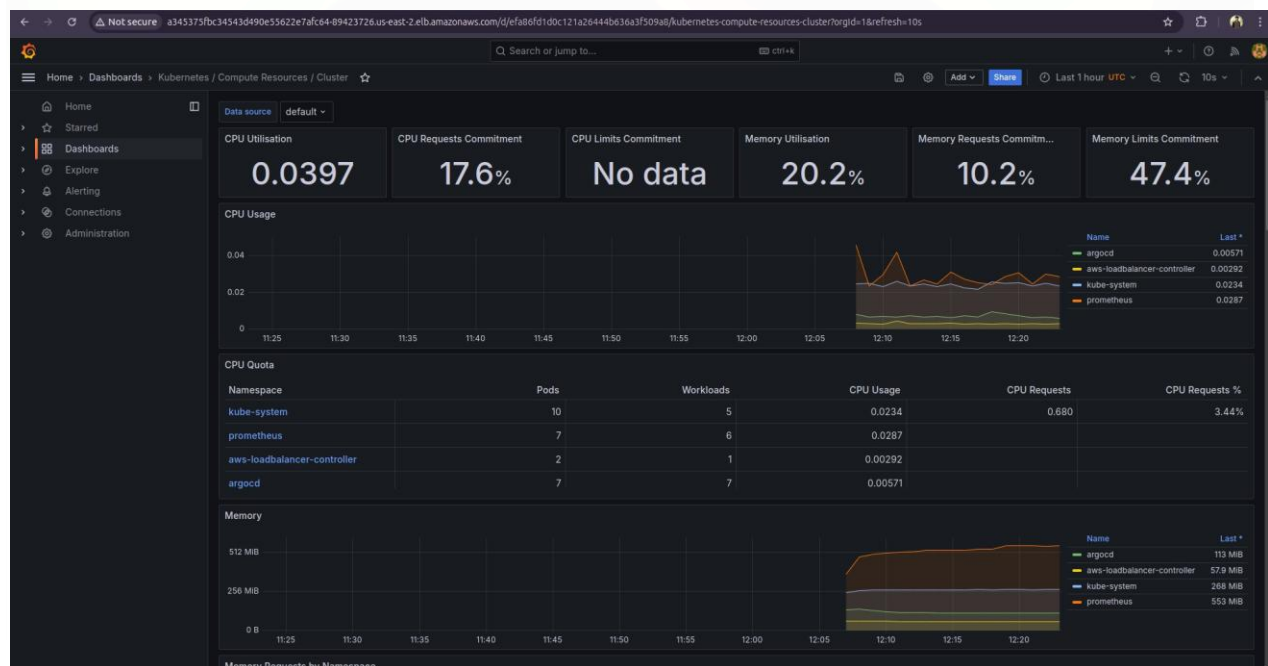 Not secure a345375fbc34543d490e55622e7afc64-89423726.us-east-2.elb.amazonaws.com/d/efa86fd1d0c121a26444b636a3f509a8/kubernetes-compute-resources-cluster?orgId=1&refresh=10s
Search or jump to... ctrl+k
Home > Dashboards > Kubernetes / Compute Resources / Cluster Add Share Last 1 hour UTC 10s
Home
Starred
Dashboards
Explore
Alerting
Connections
Administration
Data source default
CPU Utilisation
0.0397
CPU Requests Commitment
17.6%
CPU Limits Commitment
No data
Memory Utilisation
20.2%
Memory Requests Commitm...
10.2%
Memory Limits Commitment
47.4%
CPU Usage
0.04
0.02
0
11:25 11:30 11:35 11:40 11:45 11:50 11:55 12:00 12:05 12:10 12:15 12:20
Name Last *
argocd 0.00571
aws-loadbalancer-controller 0.00292
kube-system 0.0234
prometheus 0.0287
CPU Quota
Namespace Pods Workloads CPU Usage CPU Requests CPU Requests %
kube-system 10 5 0.0234 0.680 3.44%
prometheus 7 6 0.0287
aws-loadbalancer-controller 2 1 0.00292
argocd 7 7 0.00571
Memory
512 MiB
256 MiB
0 B
11:25 11:30 11:35 11:40 11:45 11:50 11:55 12:00 12:05 12:10 12:15 12:20
Name Last *
argocd 113 MiB
aws-loadbalancer-controller 57.9 MiB
kube-system 268 MiB
prometheus 553 MiB
Memory Requests by Namespace